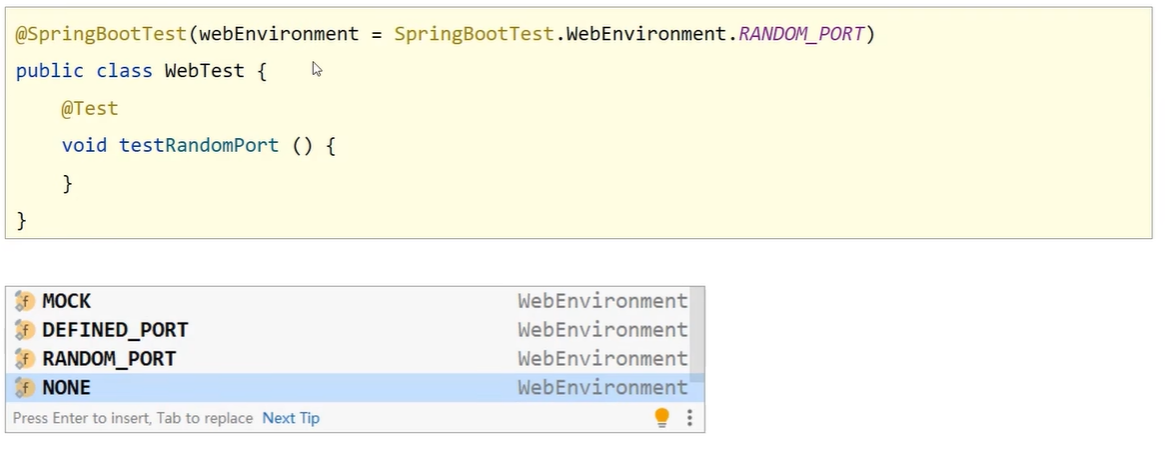 @SpringBootTest(webEnvironment = SpringBootTest.WebEnvironment.RANDOM_PORT)
public class WebTest {
    @Test
    void testRandomPort () {
    }
}
f MOCK WebEnvironment
f DEFINED_PORT WebEnvironment
f RANDOM_PORT WebEnvironment
f NONE WebEnvironment
Press Enter to insert, Tab to replace Next Tip